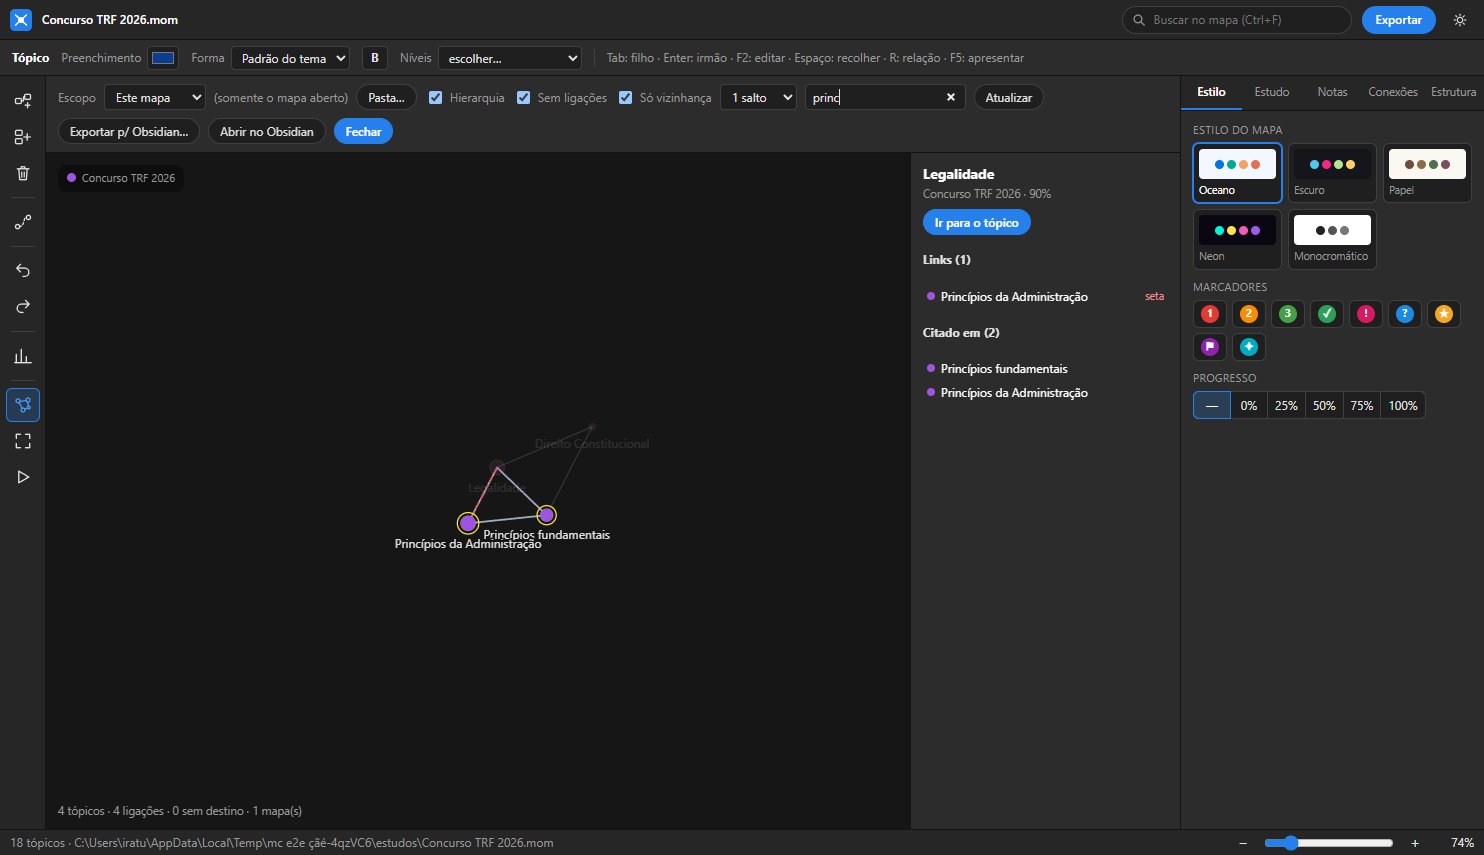 Concurso TRF 2026.mom
Buscar no mapa (Ctrl+F)
Exportar
Tópico Preenchimento Forma Padrão do tema B Níveis escolher... Tab: filho · Enter: irmão · F2: editar · Espaço: recolher · R: relação · F5: apresentar
Escopo Este mapa (somente o mapa aberto) Pasta... Hierarquia Sem ligações Só vizinhança 1 salto princ Atualizar
Exportar p/ Obsidian... Abrir no Obsidian Fechar
Concurso TRF 2026
Direito Constitucional
Legalidade
Princípios fundamentais
Princípios da Administração
4 tópicos · 4 ligações · 0 sem destino · 1 mapa(s)
Legalidade
Concurso TRF 2026 · 90%
Ir para o tópico
Links (1)
Princípios da Administração seta
Citado em (2)
Princípios fundamentais
Princípios da Administração
Estilo Estudo Notas Conexões Estrutura
ESTILO DO MAPA
Oceano Escuro Papel
Neon Monocromático
MARCADORES
1 2 3 ! ?
PROGRESSO
— 0% 25% 50% 75% 100%
18 tópicos · C:\Users\iratu\AppData\Local\Temp\mc e2e çãé-4qzVC6\estudos\Concurso TRF 2026.mom
− + 74%